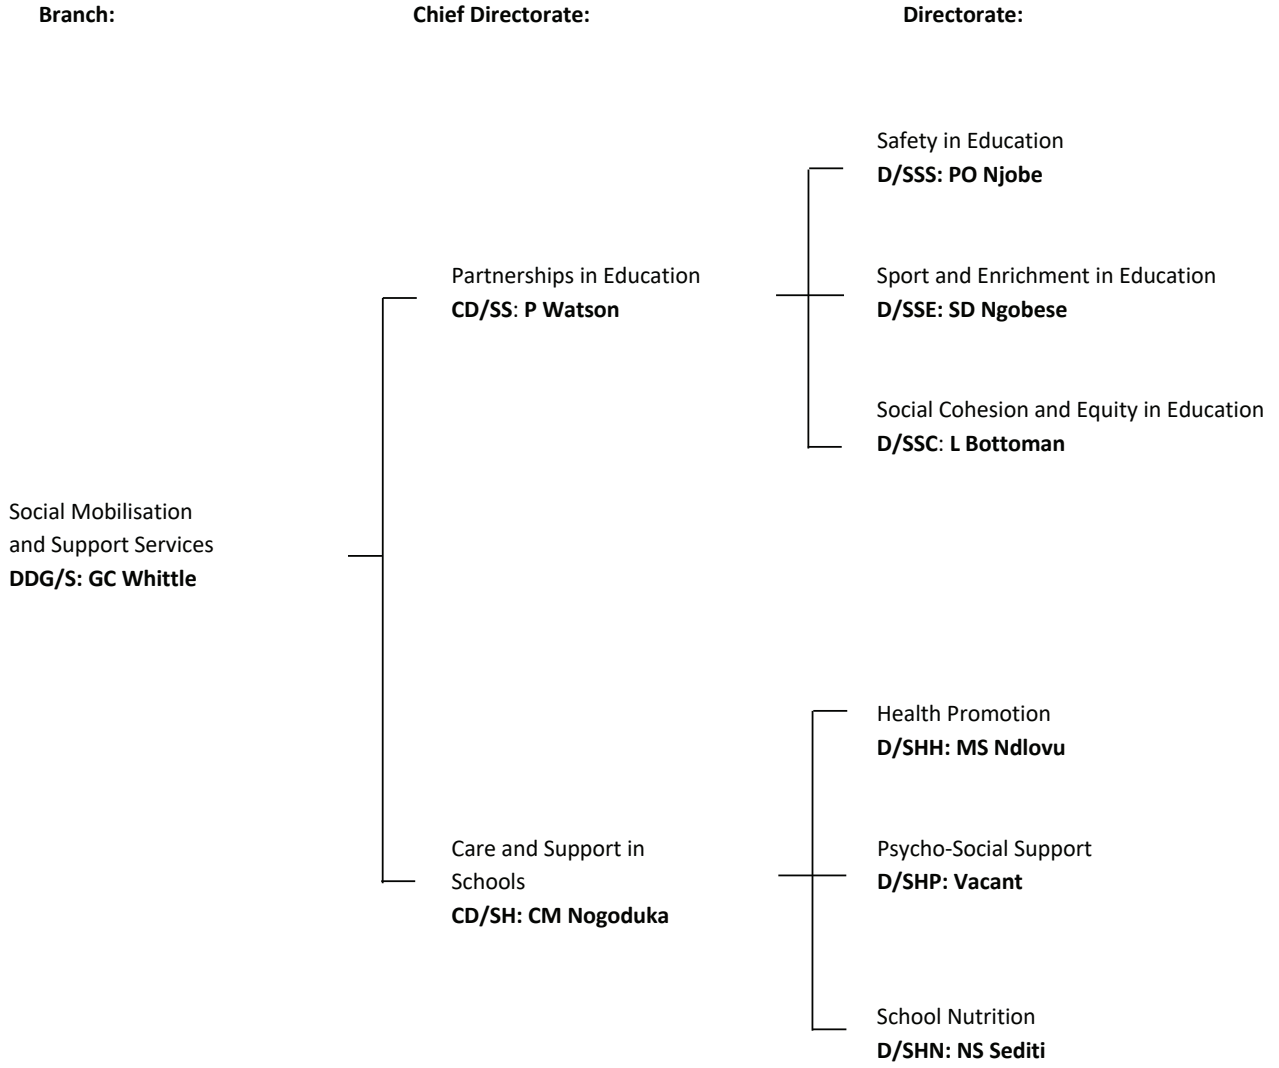 Branch:
Chief Directorate:
Directorate:
Safety in Education
D/SSS: PO Njobe
Partnerships in Education
CD/SS: P Watson
Sport and Enrichment in Education
D/SSE: SD Ngobese
Social Cohesion and Equity in Education
D/SSC: L Bottoman
Social Mobilisation
and Support Services
DDG/S: GC Whittle
Health Promotion
D/SHH: MS Ndlovu
Care and Support in
Schools
CD/SH: CM Nogoduka
Psycho-Social Support
D/SHP: Vacant
School Nutrition
D/SHN: NS Sediti